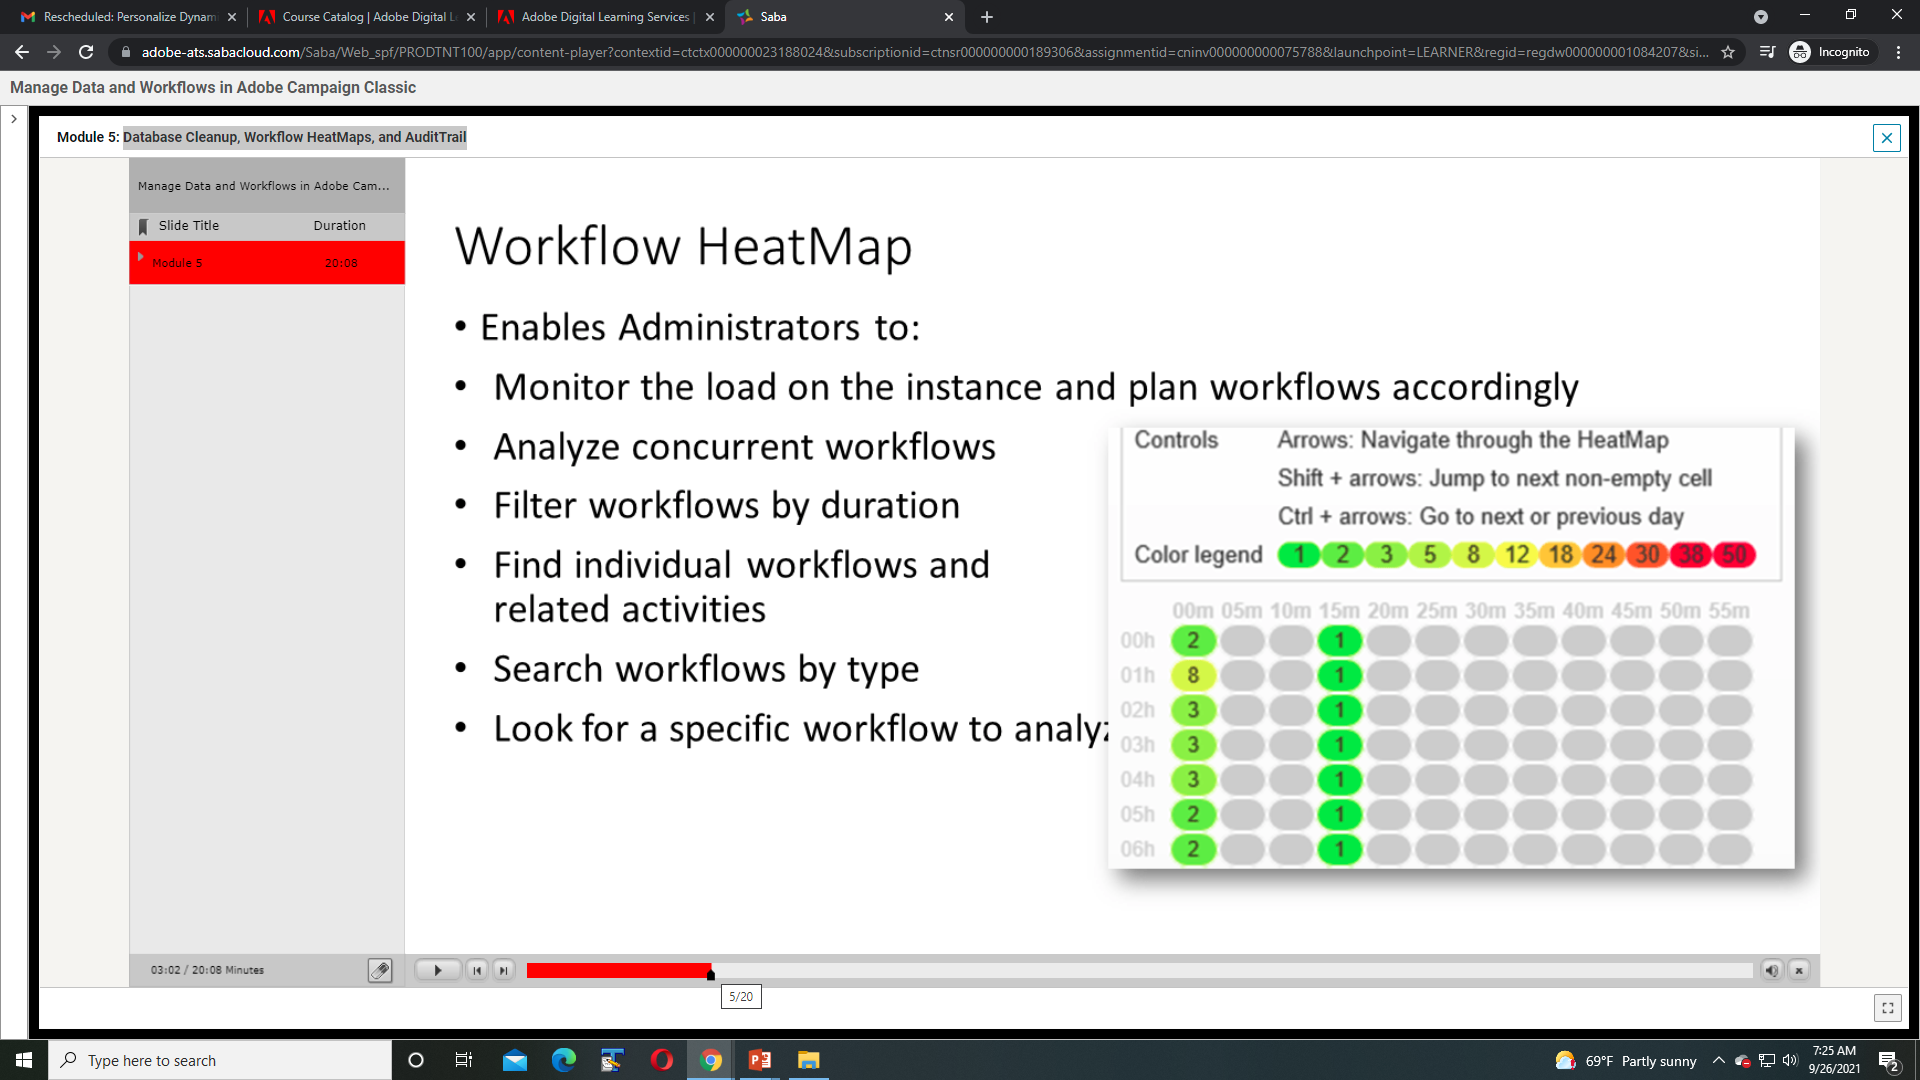 Rescheduled: Personalize Dynam
Course Catalog | Adobe Digital L
Adobe Digital Learning Services |
Saba
adobe-ats.sabacloud.com/Saba/Web_spf/PRODTNT100/app/content-player?contextid=ctctx000000023188024&subscriptionid=ctnsr0000000000189306&assignmentid=cninv000000000075788&launchpoint=LEARNER&regid=regdw000000001084207&si...
Incognito
Manage Data and Workflows in Adobe Campaign Classic
Module 5: Database Cleanup, Workflow HeatMaps, and AuditTrail
Manage Data and Workflows in Adobe Cam...
Slide Title Duration
Module 5 20:08
Workflow HeatMap
• Enables Administrators to:
• Monitor the load on the instance and plan workflows accordingly
• Analyze concurrent workflows
• Filter workflows by duration
• Find individual workflows and
related activities
• Search workflows by type
• Look for a specific workflow to analyz
Controls Arrows: Navigate through the HeatMap
Shift + arrows: Jump to next non-empty cell
Ctrl + arrows: Go to next or previous day
Color legend 1 2 3 5 8 12 18 24 30 38 50
00m 05m 10m 15m 20m 25m 30m 35m 40m 45m 50m 55m
00h 2 1
01h 8 1
02h 3 1
03h 3 1
04h 3 1
05h 2 1
06h 2 1
03:02 / 20:08 Minutes
5/20
Type here to search
69°F Partly sunny
7:25 AM
9/26/2021
2